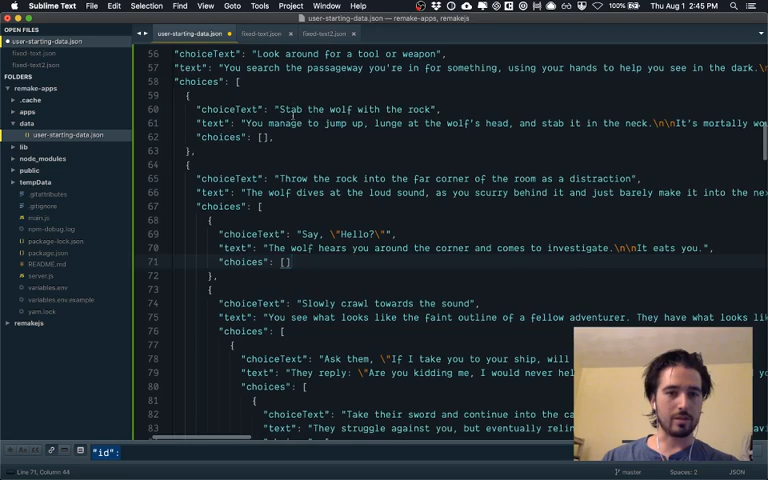 Sublime Text File Edit Selection Find View Goto Tools Project Window Help 100% Thu Aug 1 2:45 PM
user-starting-data.json — remake-apps, remakejs
OPEN FILES
user-starting-data.json
fixed-text.json
fixed-text2.json
FOLDERS
remake-apps
.cache
apps
data
user-starting-data.json
lib
node_modules
public
tempData
.gitattributes
.gitignore
main.js
npm-debug.log
package-lock.json
package.json
README.md
server.js
variables.env
variables.env.example
yarn.lock
remakejs
user-starting-data.json fixed-text.json fixed-text2.json
56 "choiceText": "Look around for a tool or weapon",
57 "text": "You search the passageway you're in for something, using your hands to help you see in the dark.\n
58 "choices": [
59 {
60 "choiceText": "Stab the wolf with the rock",
61 "text": "You manage to jump up, lunge at the wolf's head, and stab it in the neck.\n\nIt's mortally wo
62 "choices": [],
63 },
64 {
65 "choiceText": "Throw the rock into the far corner of the room as a distraction",
66 "text": "The wolf dives at the loud sound, as you scurry behind it and just barely make it into the ne
67 "choices": [
68 {
69 "choiceText": "Say, \"Hello?\"",
70 "text": "The wolf hears you around the corner and comes to investigate.\n\nIt eats you.",
71 "choices": []
72 },
73 {
74 "choiceText": "Slowly crawl towards the sound",
75 "text": "You see what looks like the faint outline of a fellow adventurer. They have what looks lik
76 "choices": [
77 {
78 "choiceText": "Ask them, \"If I take you to your ship, will
79 "text": "They reply: \"Are you kidding me, I would never hel
80 "choices": [
81 {
82 "choiceText": "Take their sword and continue into the ca
83 "text": "They struggle against you, but eventually relin
"id":
Line 71, Column 44 master Spaces: 2 JSON